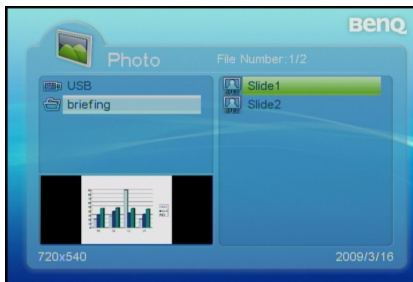 BenQ
Photo
File Number:1/2
USB
briefing
Slide1
Slide2
720x540
2009/3/16